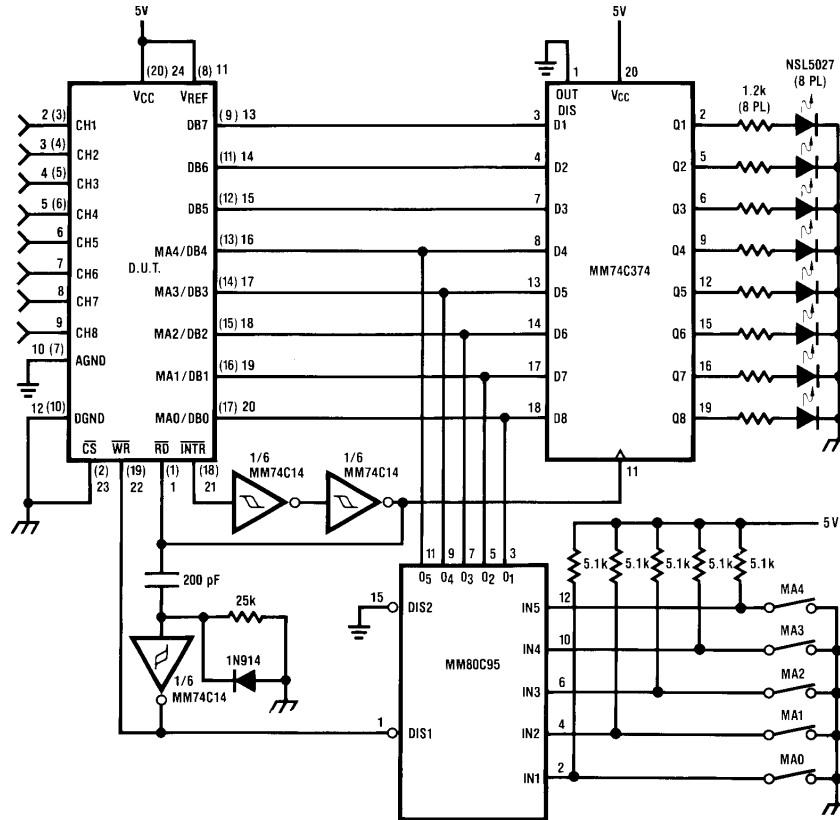 5V
5V
(20) 24
(8) 11
1
20
NSL5027
(8 PL)
VCC
VREF
OUT
DIS
VCC
1.2k
(8 PL)
2 (3)
CH1
DB7
(9) 13
3
D1
Q1
2
3 (4)
CH2
DB6
(11) 14
4
D2
Q2
5
4 (5)
CH3
DB5
(12) 15
7
D3
Q3
6
5 (6)
CH4
MA4/DB4
(13) 16
8
D4
Q4
9
6
CH5
D.U.T.
MM74C374
7
CH6
MA3/DB3
(14) 17
13
D5
Q5
12
8
CH7
MA2/DB2
(15) 18
14
D6
Q6
15
9
CH8
10 (7)
AGND
MA1/DB1
(16) 19
17
D7
Q7
16
12 (10)
DGND
MA0/DB0
(17) 20
18
D8
Q8
19
CS
WR
RD
INTR
(2)
23
(19)
22
(1)
1
(18)
21
1/6
MM74C14
1/6
MM74C14
11
5V
200 pF
25k
1N914
1/6
MM74C14
11 9 7 5 3
O5 O4 O3 O2 O1
5.1k 5.1k 5.1k 5.1k 5.1k
15
DIS2
IN5
12
MA4
MM80C95
IN4
10
MA3
IN3
6
MA2
1
DIS1
IN2
4
MA1
IN1
2
MA0